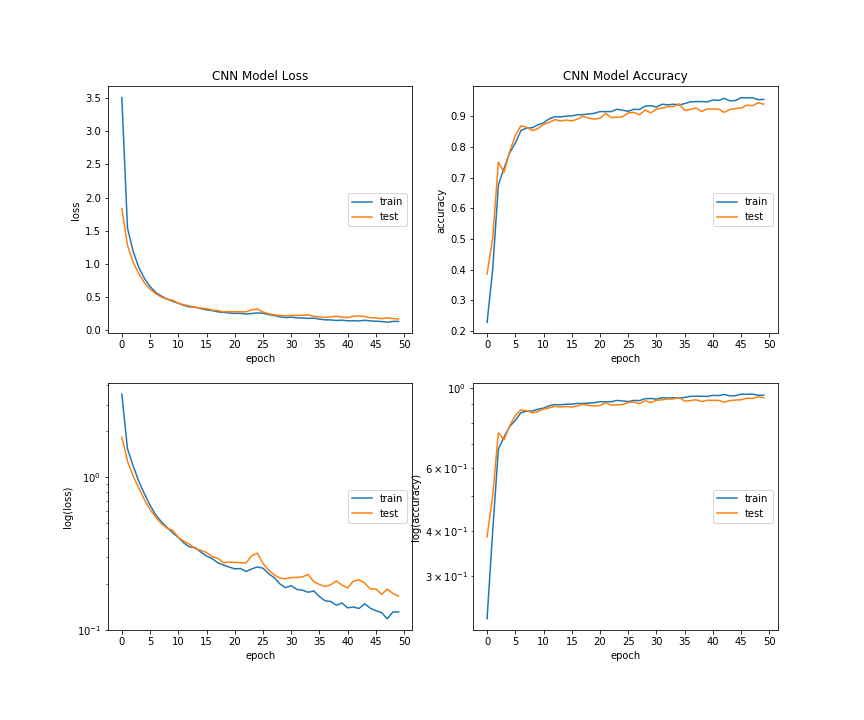 CNN Model Loss
3.5
3.0
2.5
2.0
1.5
1.0
0.5
0.0
loss
train
test
0 5 10 15 20 25 30 35 40 45 50
epoch
CNN Model Accuracy
0.9
0.8
0.7
0.6
0.5
0.4
0.3
0.2
accuracy
train
test
0 5 10 15 20 25 30 35 40 45 50
epoch
10⁰
10⁻¹
log(loss)
train
test
0 5 10 15 20 25 30 35 40 45 50
epoch
10⁰
6 × 10⁻¹
4 × 10⁻¹
3 × 10⁻¹
log(accuracy)
train
test
0 5 10 15 20 25 30 35 40 45 50
epoch